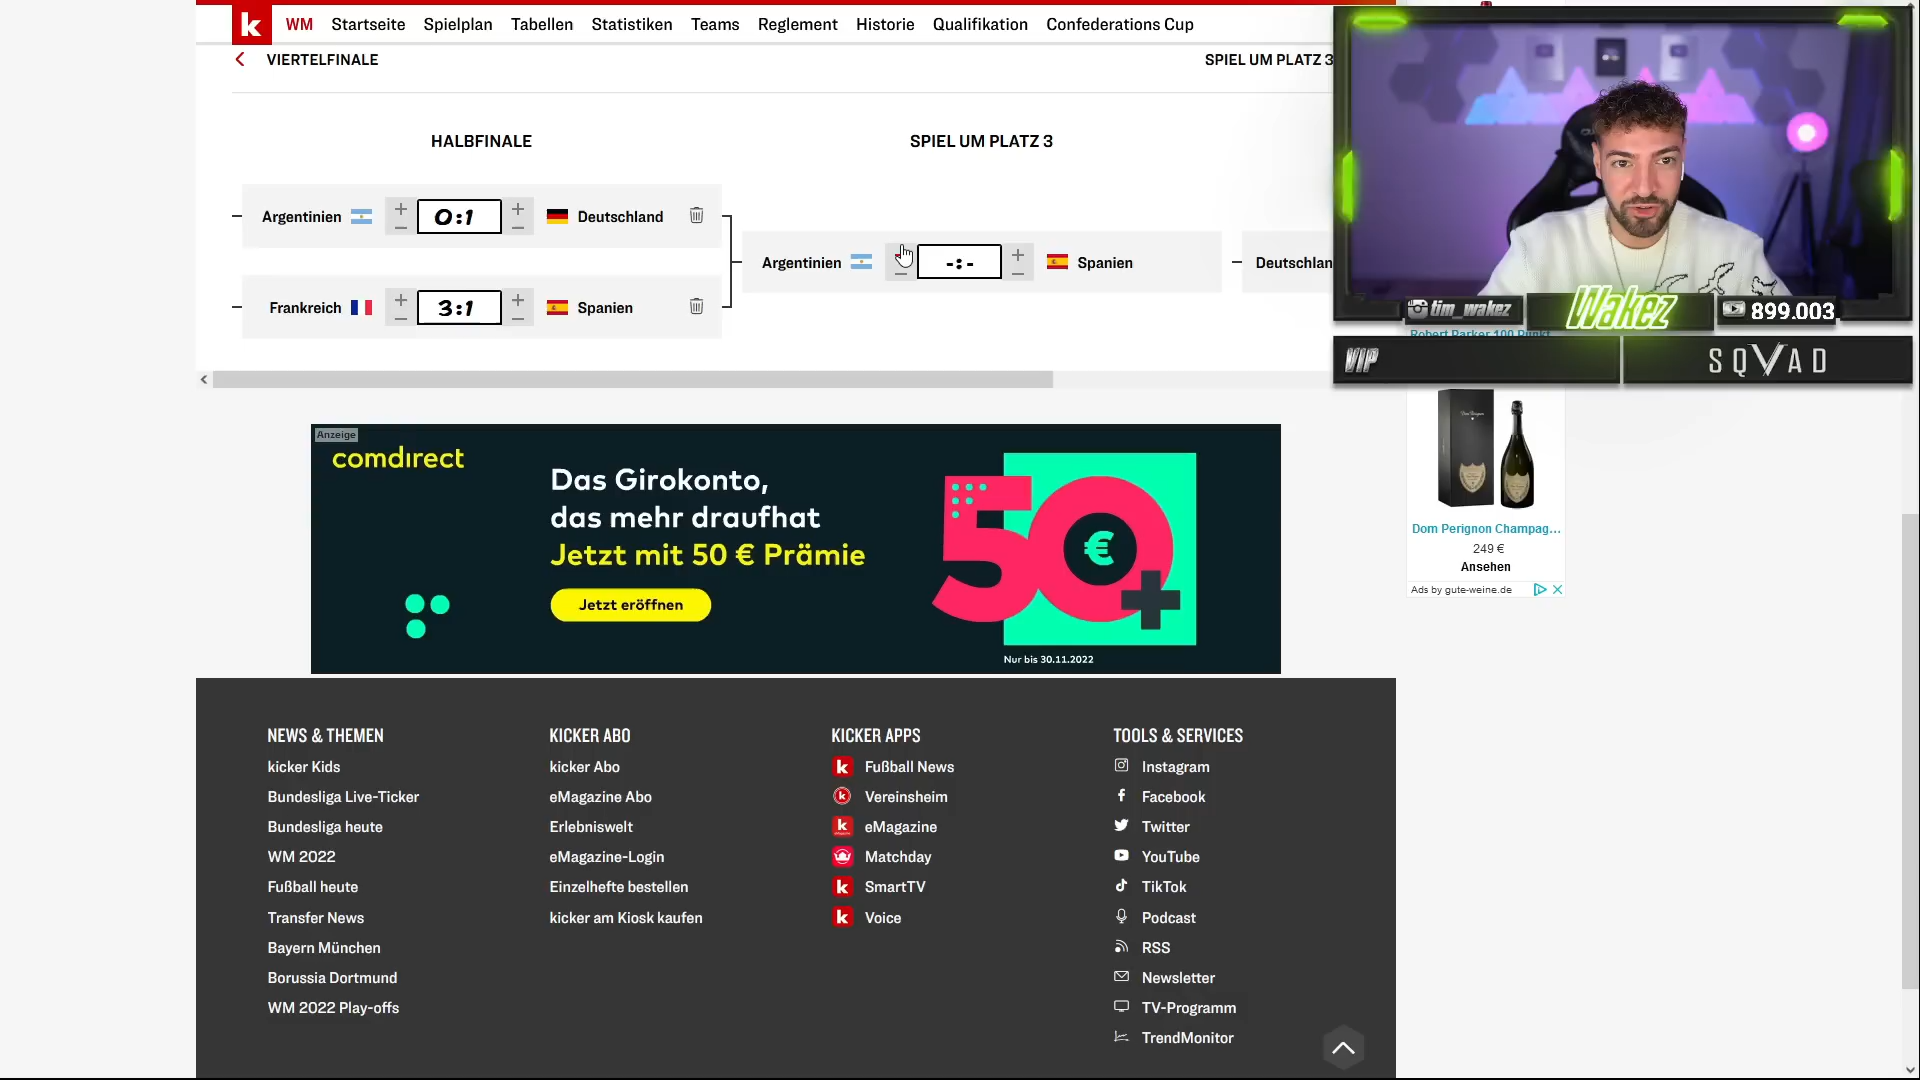 k WM Startseite Spielplan Tabellen Statistiken Teams Reglement Historie Qualifikation Confederations Cup
VIERTELFINALE SPIEL UM PLATZ 3
HALBFINALE SPIEL UM PLATZ 3
Argentinien + − 0:1 + − Deutschland
Argentinien − -:- + − Spanien Deutschlan
Frankreich + − 3:1 + − Spanien
tim_wakez Wakez 899.003
VIP SQVAD
Anzeige
comdirect
Das Girokonto,
das mehr draufhat
Jetzt mit 50 € Prämie
Jetzt eröffnen
50 € +
Nur bis 30.11.2022
Dom Perignon Champag...
249 €
Ansehen
Ads by gute-weine.de
NEWS & THEMEN
kicker Kids
Bundesliga Live-Ticker
Bundesliga heute
WM 2022
Fußball heute
Transfer News
Bayern München
Borussia Dortmund
WM 2022 Play-offs
KICKER ABO
kicker Abo
eMagazine Abo
Erlebniswelt
eMagazine-Login
Einzelhefte bestellen
kicker am Kiosk kaufen
KICKER APPS
k Fußball News
k Vereinsheim
k eMagazine
Matchday
k SmartTV
k Voice
TOOLS & SERVICES
Instagram
Facebook
Twitter
YouTube
TikTok
Podcast
RSS
Newsletter
TV-Programm
TrendMonitor